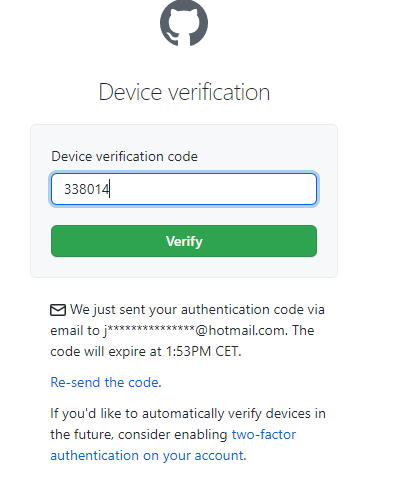 Device verification
Device verification code
338014
Verify
We just sent your authentication code via
email to j***************@hotmail.com. The
code will expire at 1:53PM CET.
Re-send the code.
If you'd like to automatically verify devices in
the future, consider enabling two-factor
authentication on your account.